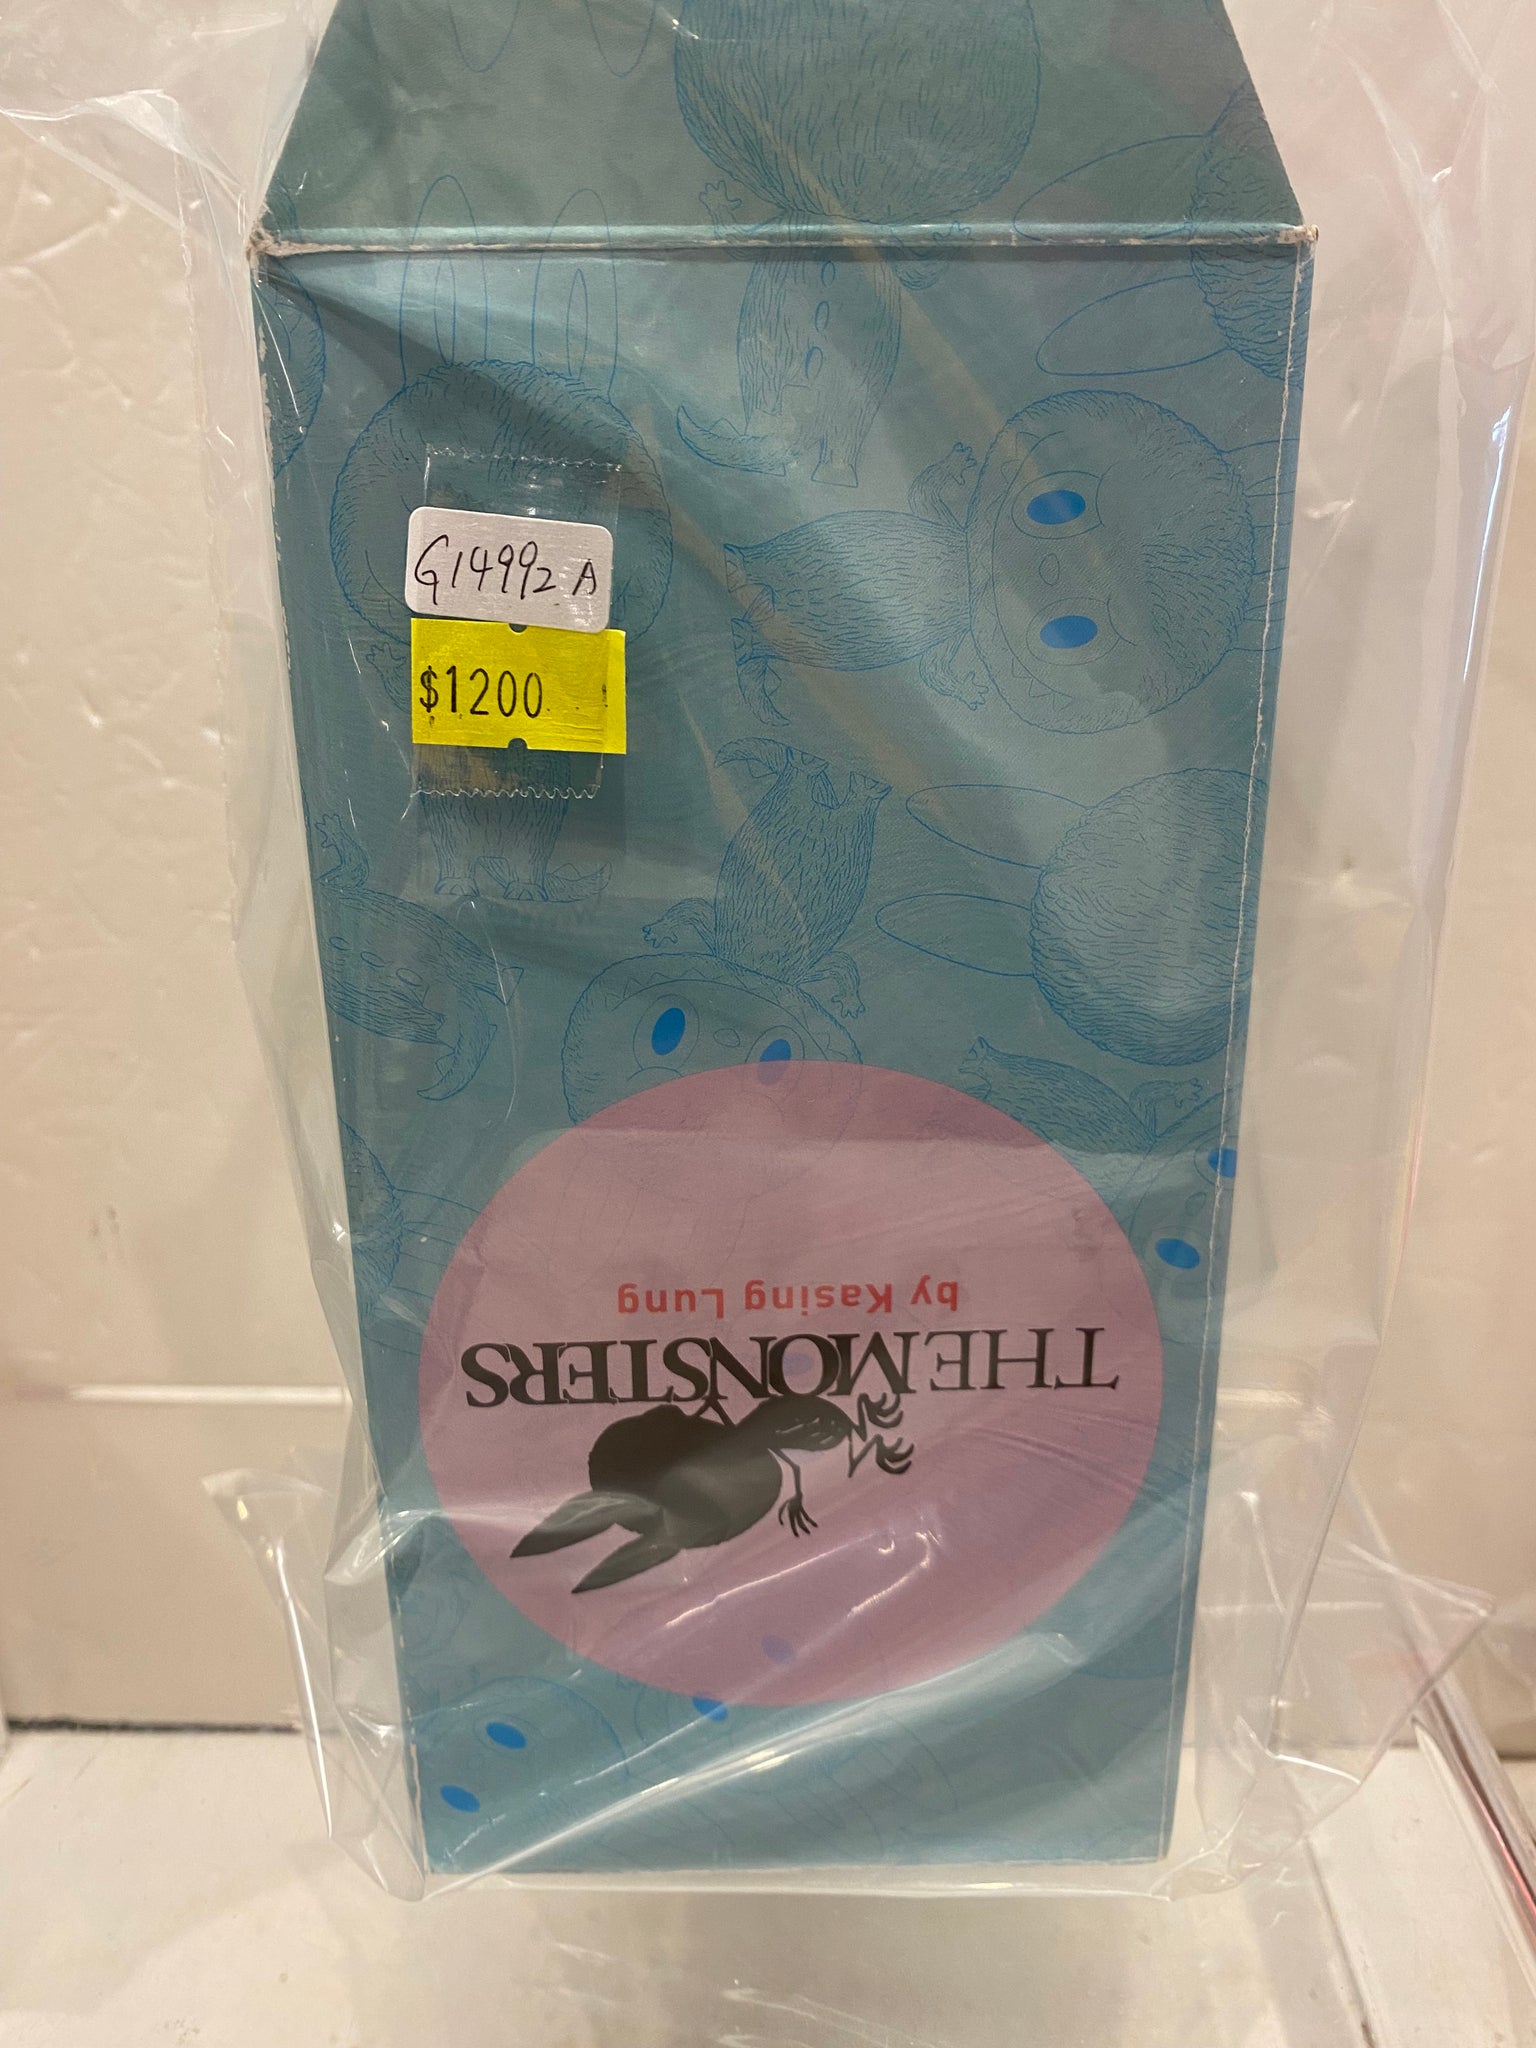 G14992 A
$1200
THE MONSTERS
by Kasing Lung